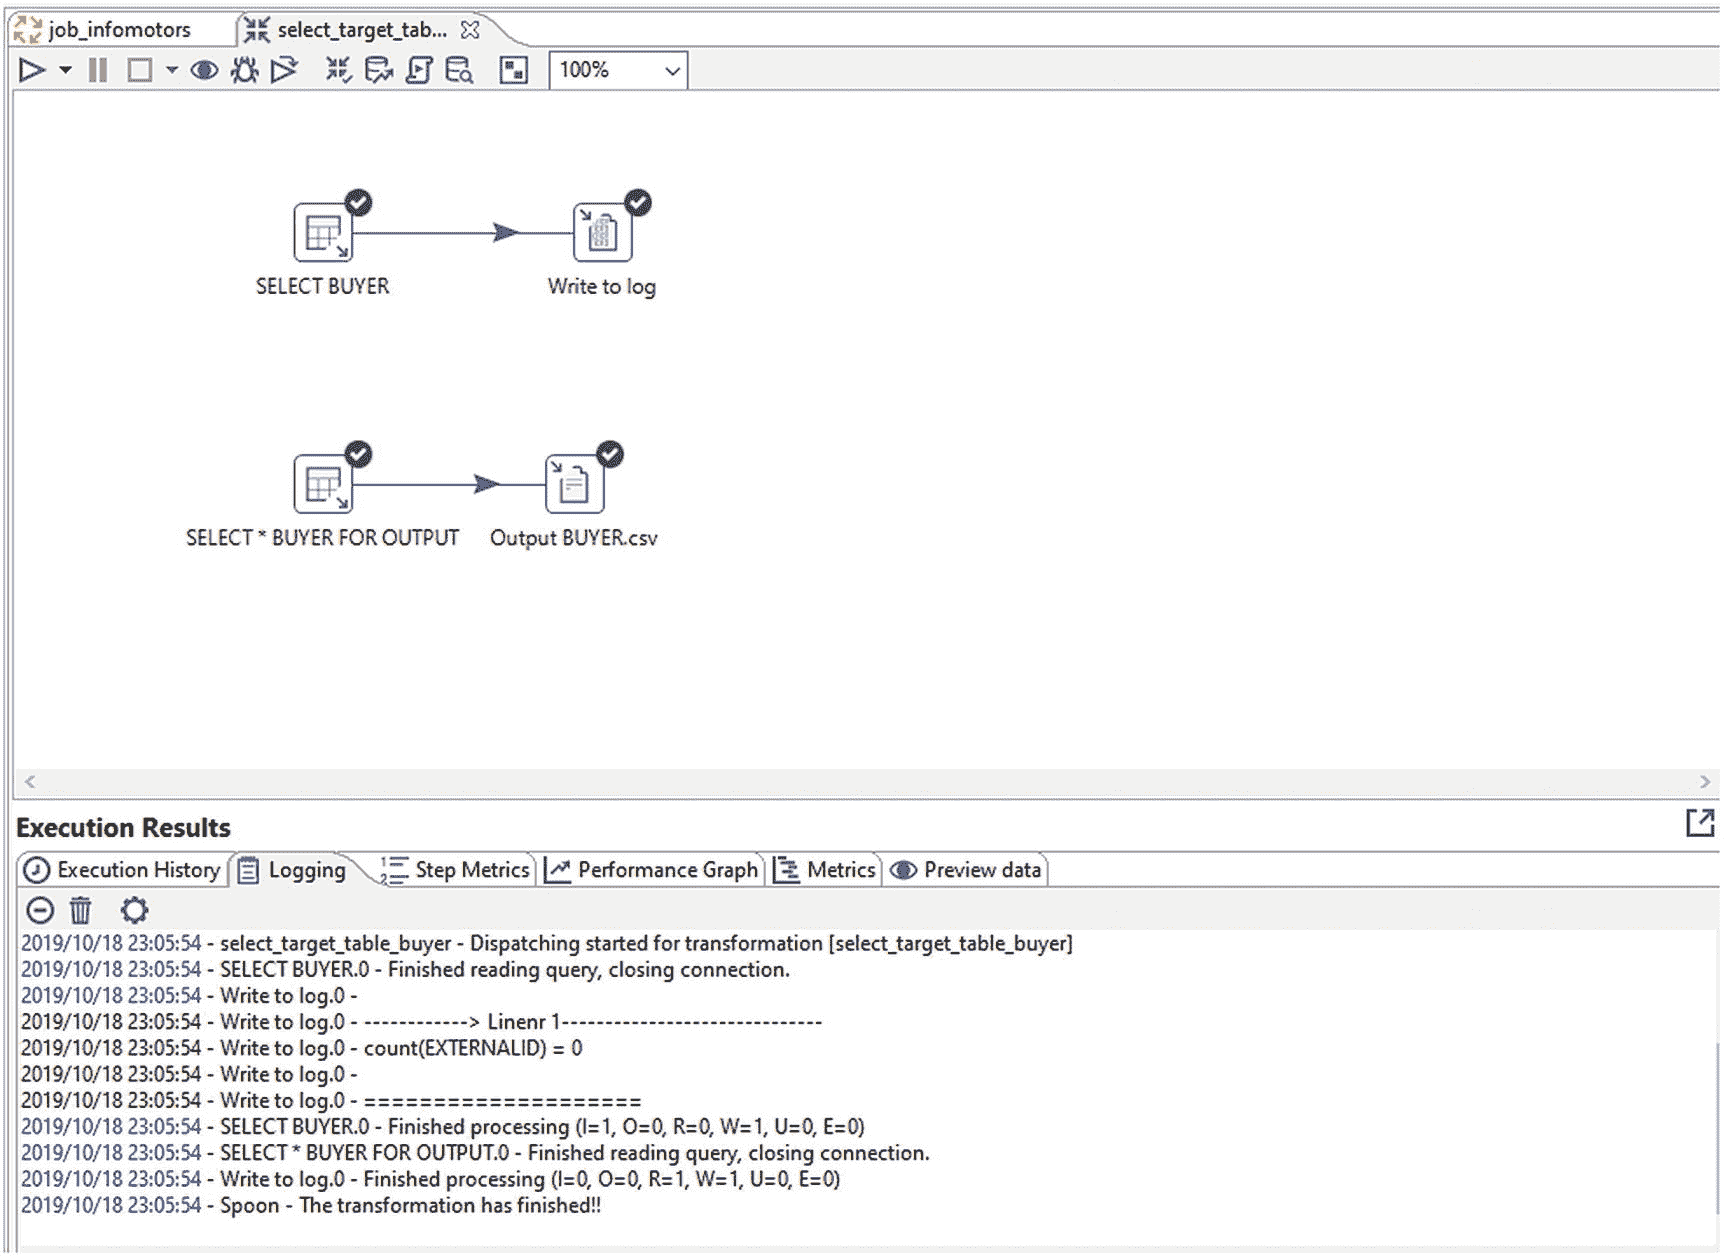 job_infomotors
select_target_tab...
100%
SELECT BUYER
Write to log
SELECT * BUYER FOR OUTPUT
Output BUYER.csv
Execution Results
Execution History
Logging
Step Metrics
Performance Graph
Metrics
Preview data
2019/10/18 23:05:54 - select_target_table_buyer - Dispatching started for transformation [select_target_table_buyer]
2019/10/18 23:05:54 - SELECT BUYER.0 - Finished reading query, closing connection.
2019/10/18 23:05:54 - Write to log.0 -
2019/10/18 23:05:54 - Write to log.0 - ------------> Linenr 1------------------------------
2019/10/18 23:05:54 - Write to log.0 - count(EXTERNALID) = 0
2019/10/18 23:05:54 - Write to log.0 -
2019/10/18 23:05:54 - Write to log.0 - ====================
2019/10/18 23:05:54 - SELECT BUYER.0 - Finished processing (I=1, O=0, R=0, W=1, U=0, E=0)
2019/10/18 23:05:54 - SELECT * BUYER FOR OUTPUT.0 - Finished reading query, closing connection.
2019/10/18 23:05:54 - Write to log.0 - Finished processing (I=0, O=0, R=1, W=1, U=0, E=0)
2019/10/18 23:05:54 - Spoon - The transformation has finished!!